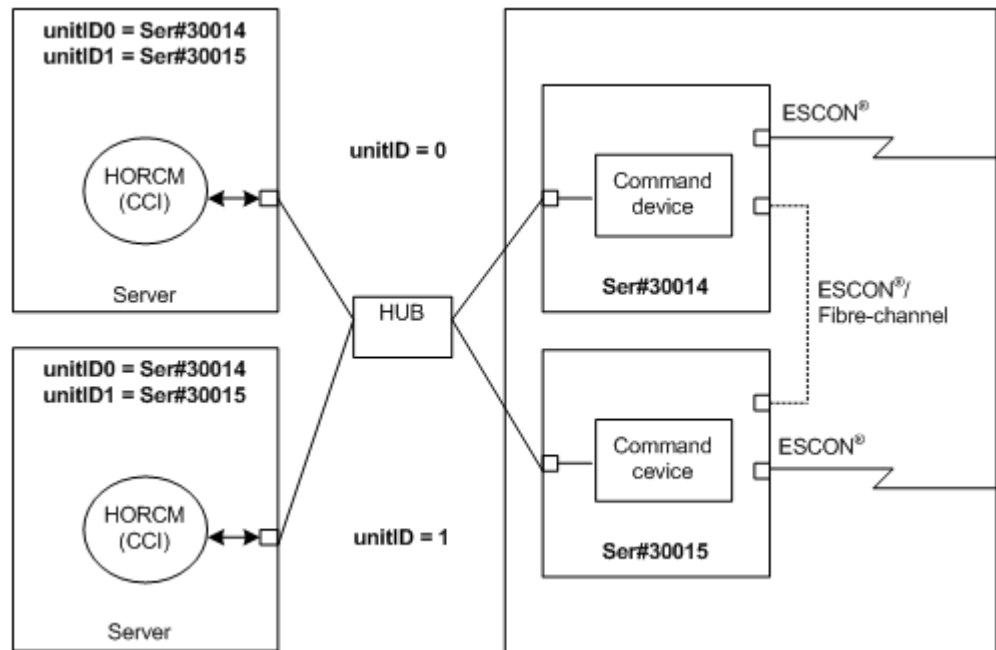 unitID0 = Ser#30014
unitID1 = Ser#30015
HORCM
(CCI)
Server
unitID0 = Ser#30014
unitID1 = Ser#30015
HORCM
(CCI)
Server
unitID = 0
HUB
unitID = 1
Command
device
Ser#30014
ESCON®
ESCON®/
Fibre-channel
Command
cevice
Ser#30015
ESCON®